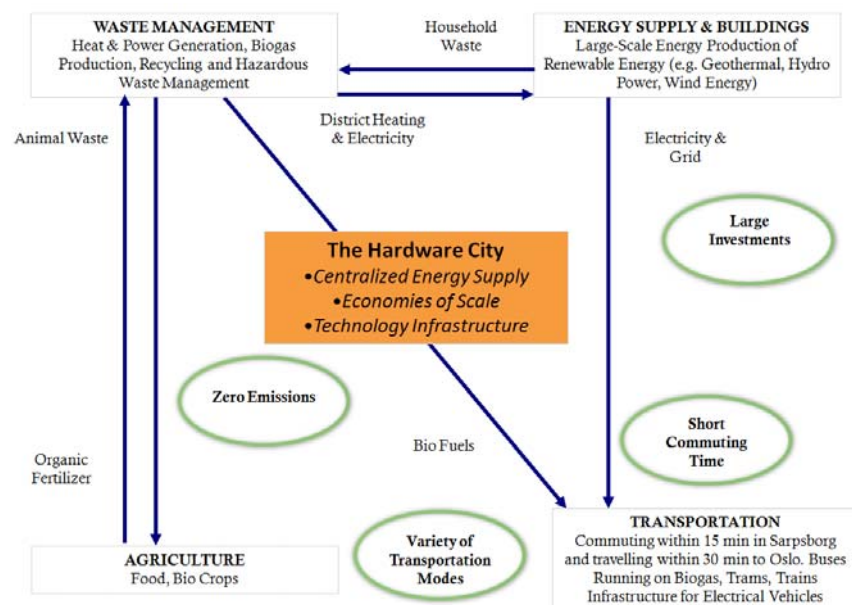 WASTE MANAGEMENT
Heat & Power Generation, Biogas
Production, Recycling and Hazardous
Waste Management
Household
Waste
ENERGY SUPPLY & BUILDINGS
Large-Scale Energy Production of
Renewable Energy (e.g. Geothermal, Hydro
Power, Wind Energy)
District Heating
& Electricity
Animal Waste
Electricity &
Grid
Large
Investments
The Hardware City
•Centralized Energy Supply
•Economies of Scale
•Technology Infrastructure
Zero Emissions
Short
Commuting
Time
Bio Fuels
Organic
Fertilizer
Variety of
Transportation
Modes
AGRICULTURE
Food, Bio Crops
TRANSPORTATION
Commuting within 15 min in Sarpsborg
and travelling within 30 min to Oslo. Buses
Running on Biogas, Trams, Trains
Infrastructure for Electrical Vehicles